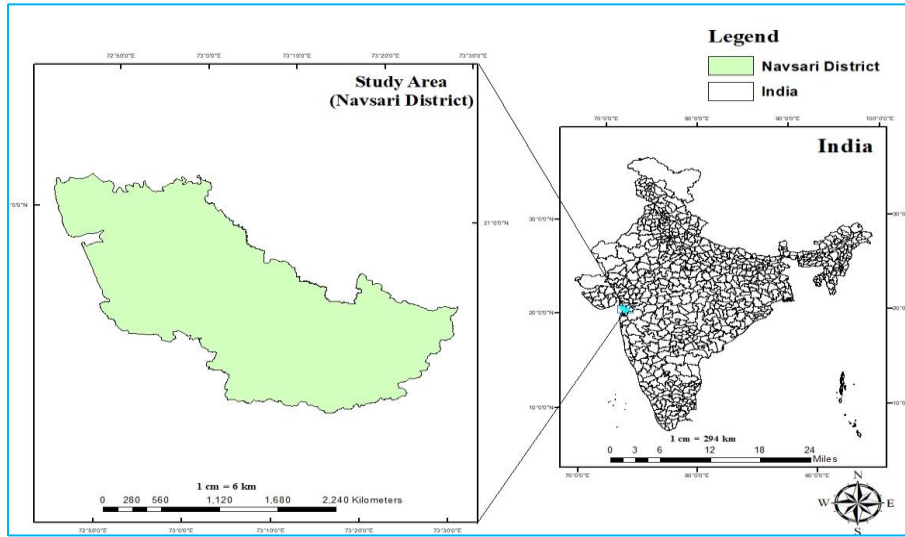 Legend
Navsari District
India
72°50'0"E 73°0'0"E 73°10'0"E 73°20'0"E 73°30'0"E
Study Area
(Navsari District)
21°0'0"N
1 cm = 6 km
0 280 560 1,120 1,680 2,240 Kilometers
73°0'0"E 73°10'0"E 73°20'0"E 73°30'0"E
70°0'0"E 80°0'0"E 90°0'0"E 100°0'0"E
India
30°0'0"N
20°0'0"N
10°0'0"N
1 cm = 294 km
0 3 6 12 18 24
Miles
70°0'0"E 80°0'0"E 90°0'0"E
N
W E
S